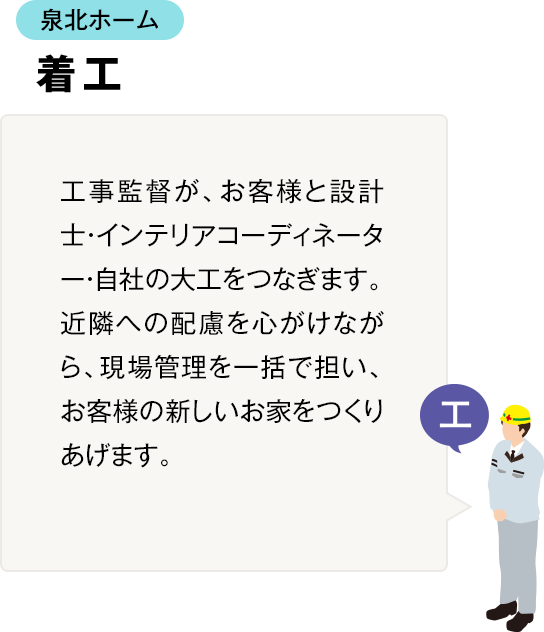 泉北ホーム
着工
工事監督が、お客様と設計
士・インテリアコーディネータ
ー・自社の大工をつなぎます。
近隣への配慮を心がけなが
ら、現場管理を一括で担い、
お客様の新しいお家をつくり
あげます。
工